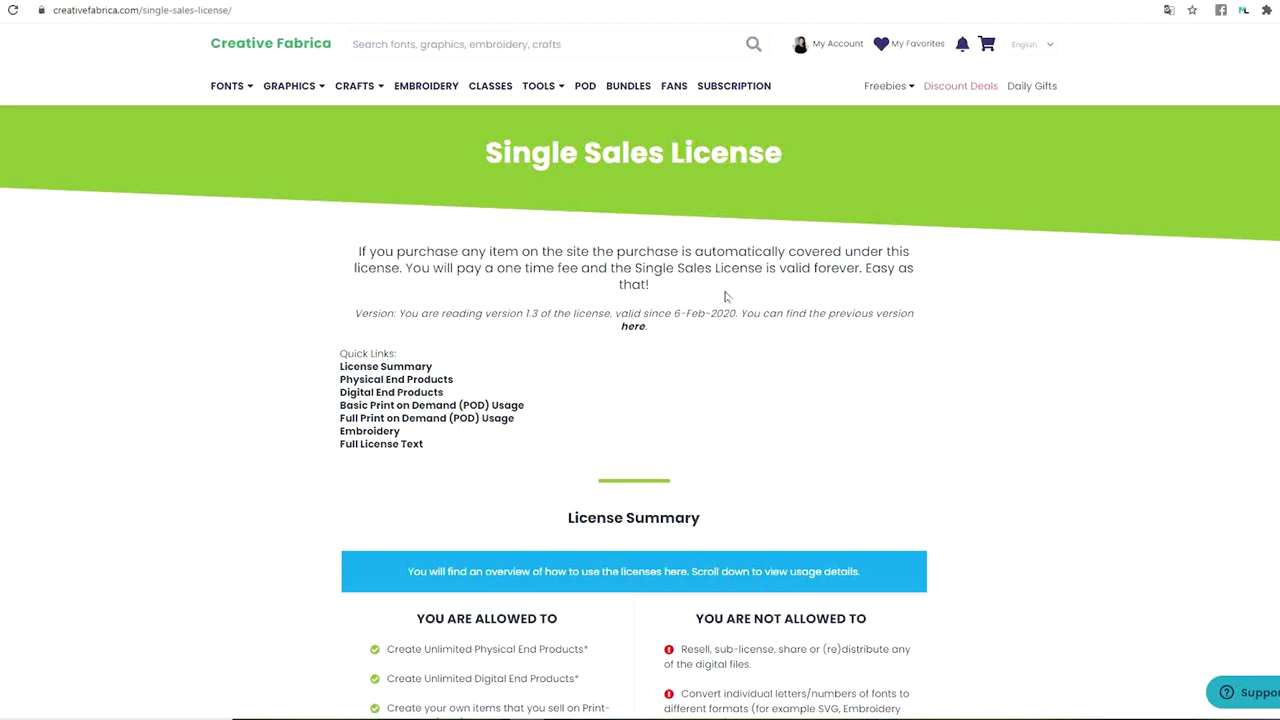 creativefabrica.com/single-sales-license/
Creative Fabrica
Search fonts, graphics, embroidery, crafts
My Account
My Favorites
English
FONTS
GRAPHICS
CRAFTS
EMBROIDERY
CLASSES
TOOLS
POD
BUNDLES
FANS
SUBSCRIPTION
Freebies
Discount Deals
Daily Gifts
Single Sales License
If you purchase any item on the site the purchase is automatically covered under this
license. You will pay a one time fee and the Single Sales License is valid forever. Easy as
that!
Version: You are reading version 1.3 of the license. valid since 6-Feb-2020. You can find the previous version
here.
Quick Links:
License Summary
Physical End Products
Digital End Products
Basic Print on Demand (POD) Usage
Full Print on Demand (POD) Usage
Embroidery
Full License Text
License Summary
You will find an overview of how to use the licenses here. Scroll down to view usage details.
YOU ARE ALLOWED TO
Create Unlimited Physical End Products*
Create Unlimited Digital End Products*
Create your own items that you sell on Print-
YOU ARE NOT ALLOWED TO
Resell, sub-license, share or (re)distribute any
of the digital files.
Convert individual letters/numbers of fonts to
different formats (for example SVG, Embroidery
Suppor